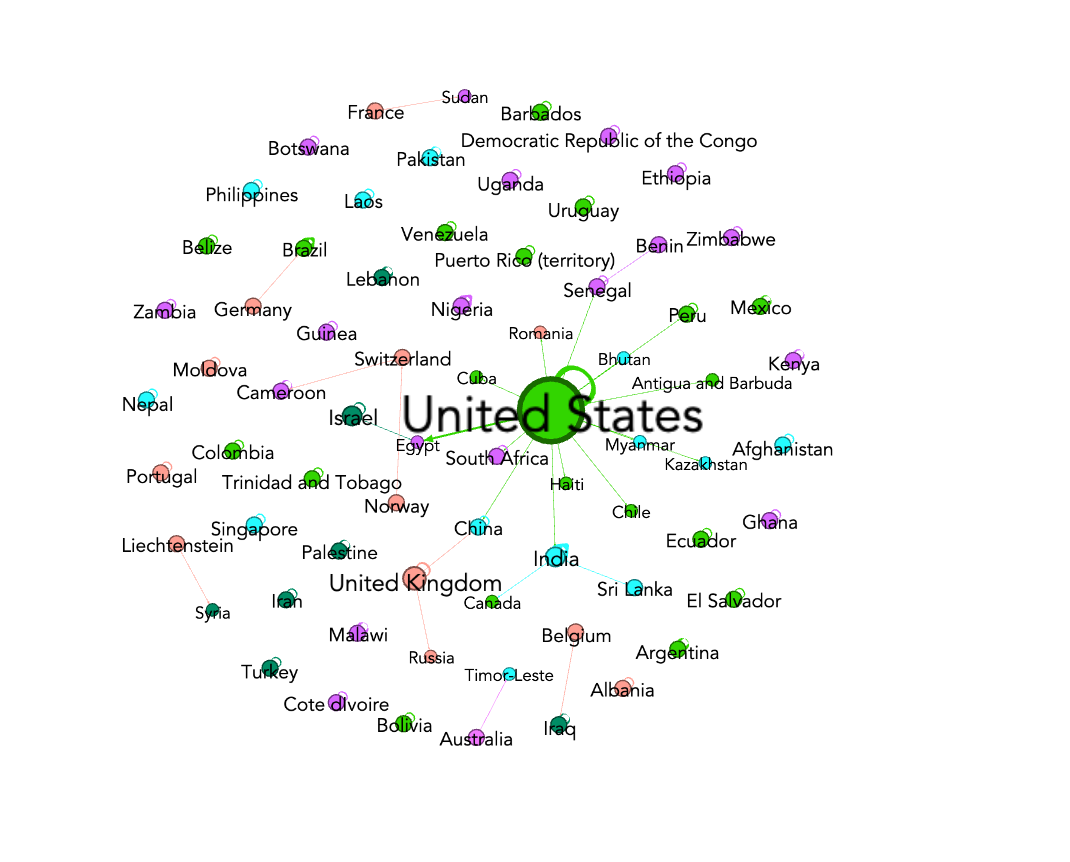 Sudan
France
Barbados
Democratic Republic of the Congo
Botswana
Pakistan
Ethiopia
Uganda
Philippines
Laos
Uruguay
Venezuela
Zimbabwe
Benin
Belize
Brazil
Puerto Rico (territory)
Lebanon
Senegal
Mexico
Nigeria
Zambia
Germany
Peru
Guinea
Romania
Switzerland
Bhutan
Kenya
Moldova
Cuba
Antigua and Barbuda
Cameroon
Nepal
United States
Israel
Egypt
Myanmar
Afghanistan
Colombia
South Africa
Kazakhstan
Portugal
Trinidad and Tobago
Haiti
Norway
Chile
Ghana
Singapore
China
Ecuador
Liechtenstein
Palestine
India
United Kingdom
Sri Lanka
Iran
Canada
El Salvador
Syria
Malawi
Belgium
Argentina
Russia
Turkey
Timor-Leste
Albania
Cote dIvoire
Bolivia
Iraq
Australia